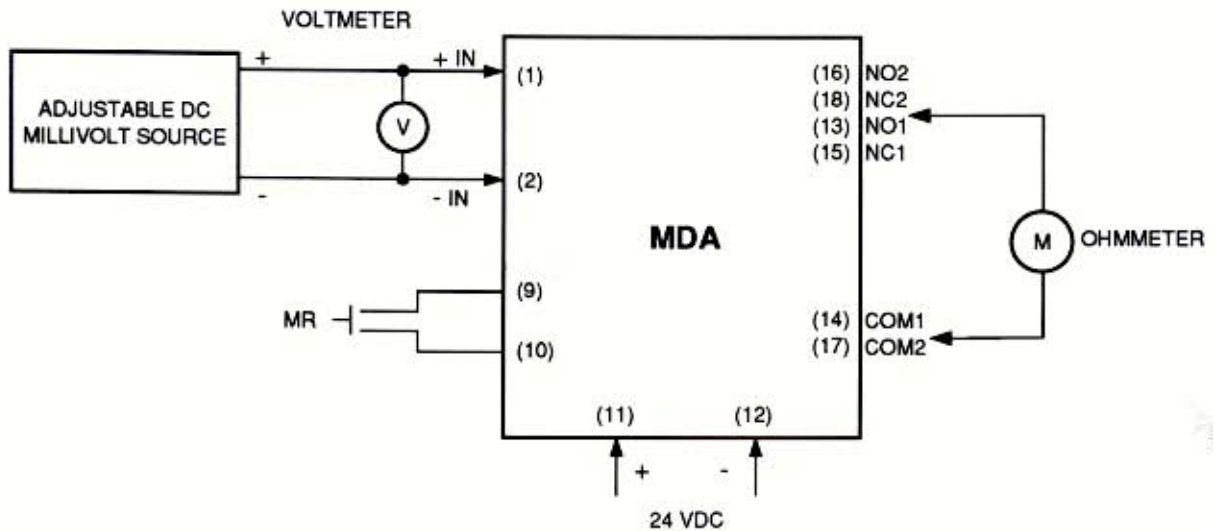 VOLTMETER
ADJUSTABLE DC
MILLIVOLT SOURCE
+
+ IN
(1)
V
-
- IN
(2)
MDA
(16) NO2
(18) NC2
(13) NO1
(15) NC1
M
OHMMETER
(9)
MR
(10)
(14) COM1
(17) COM2
(11)
(12)
+
-
24 VDC